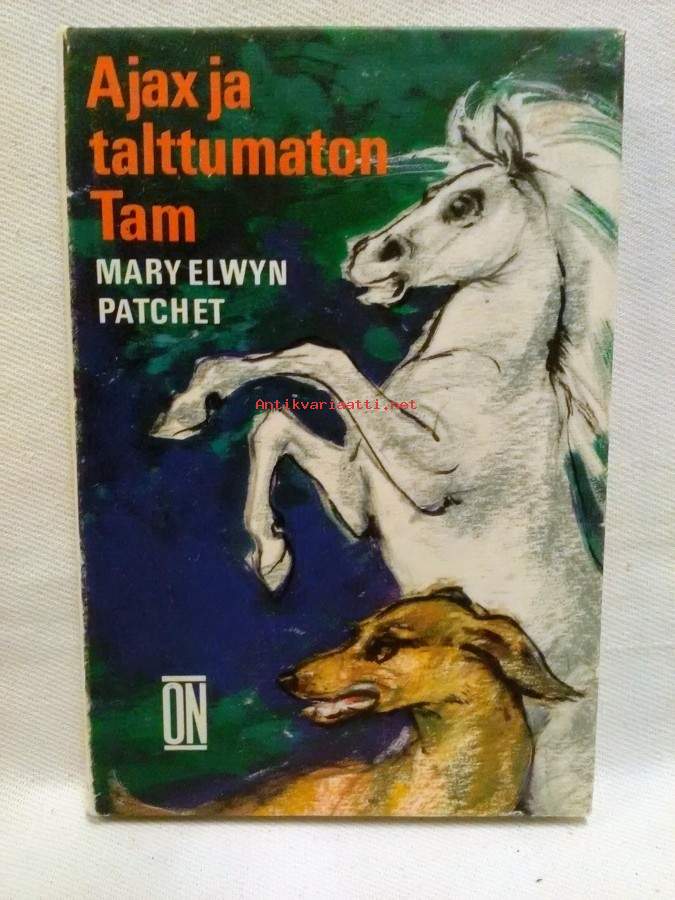 Ajax ja
talttumaton
Tam
MARY ELWYN
PATCHET
Antikvariaatti.net
ON